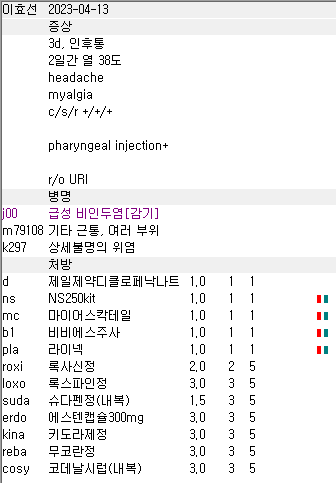 이효선 2023-04-13
증상
3d, 인후통
2일간 열 38도
headache
myalgia
c/s/r +/+/+
pharyngeal injection+
r/o URI
병명
j00 급성 비인두염[감기]
m79108 기타 근통, 여러 부위
k297 상세불명의 위염
처방
d 제일제약디클로페낙나트 1.0 1 1
ns NS250kit 1.0 1 1
mc 마이어스칵테일 1.0 1 1
b1 비비에스주사 1.0 1 1
pla 라이넥 1.0 1 1
roxi 록사신정 2.0 2 5
loxo 록스파인정 3.0 3 5
suda 슈다펜정(내복) 1.5 3 5
erdo 에스텐캡슐300mg 3.0 3 5
kina 키도라제정 3.0 3 5
reba 무코란정 3.0 3 5
cosy 코데날시럽(내복) 3.0 3 5